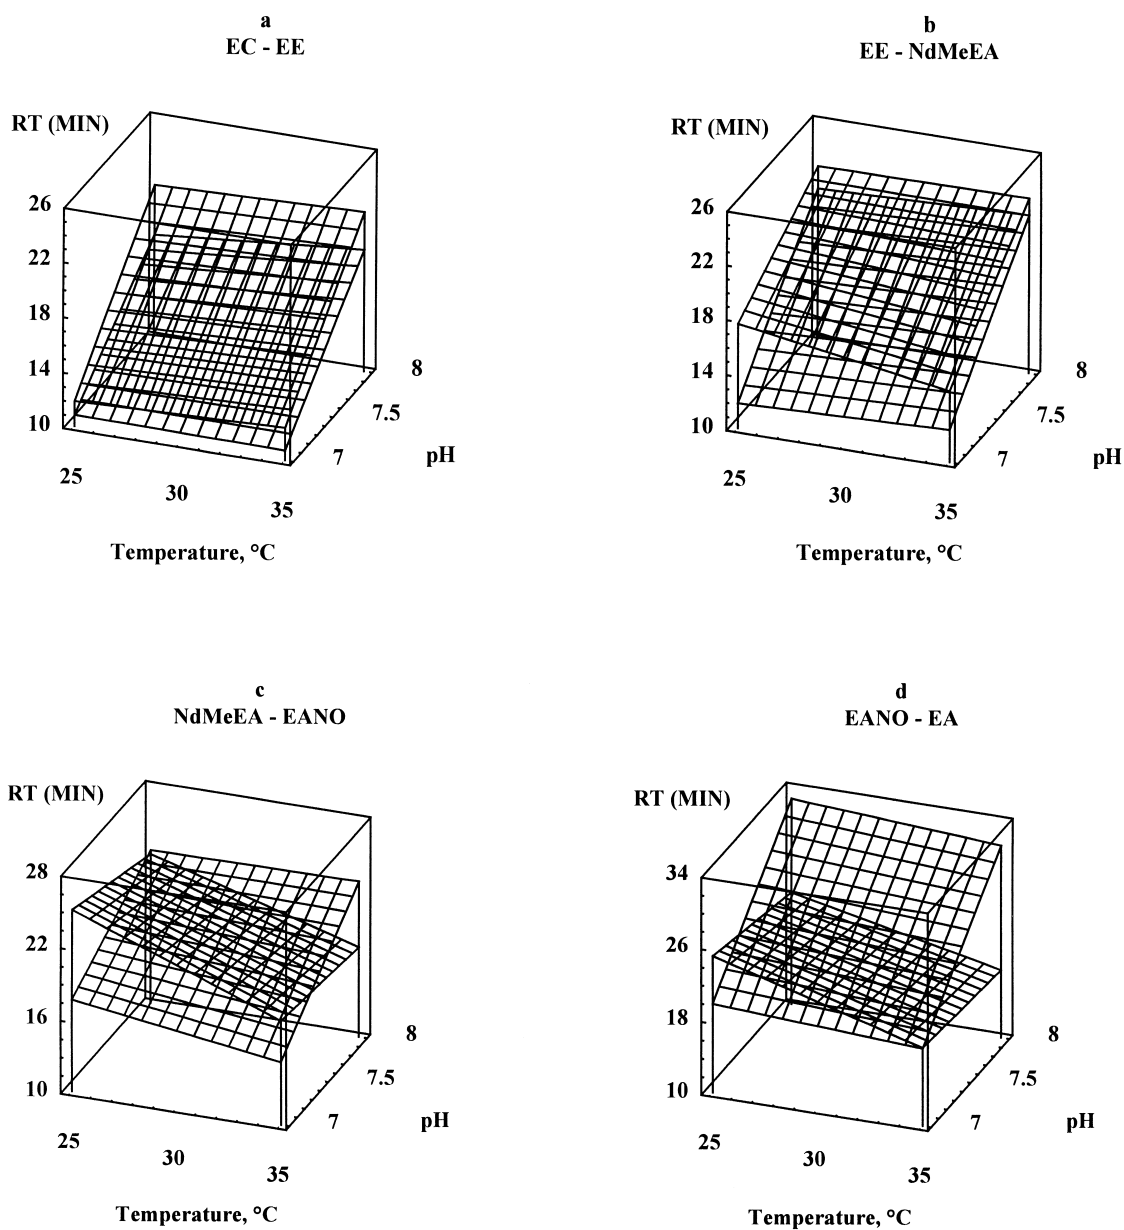 a
EC - EE
RT (MIN)
26
22
18
14
10
25
30
35
7
7.5
8
pH
Temperature, °C
b
EE - NdMeEA
RT (MIN)
26
22
18
14
10
25
30
35
7
7.5
8
pH
Temperature, °C
c
NdMeEA - EANO
RT (MIN)
28
22
16
10
25
30
35
7
7.5
8
pH
Temperature, °C
d
EANO - EA
RT (MIN)
34
26
18
10
25
30
35
7
7.5
8
pH
Temperature, °C